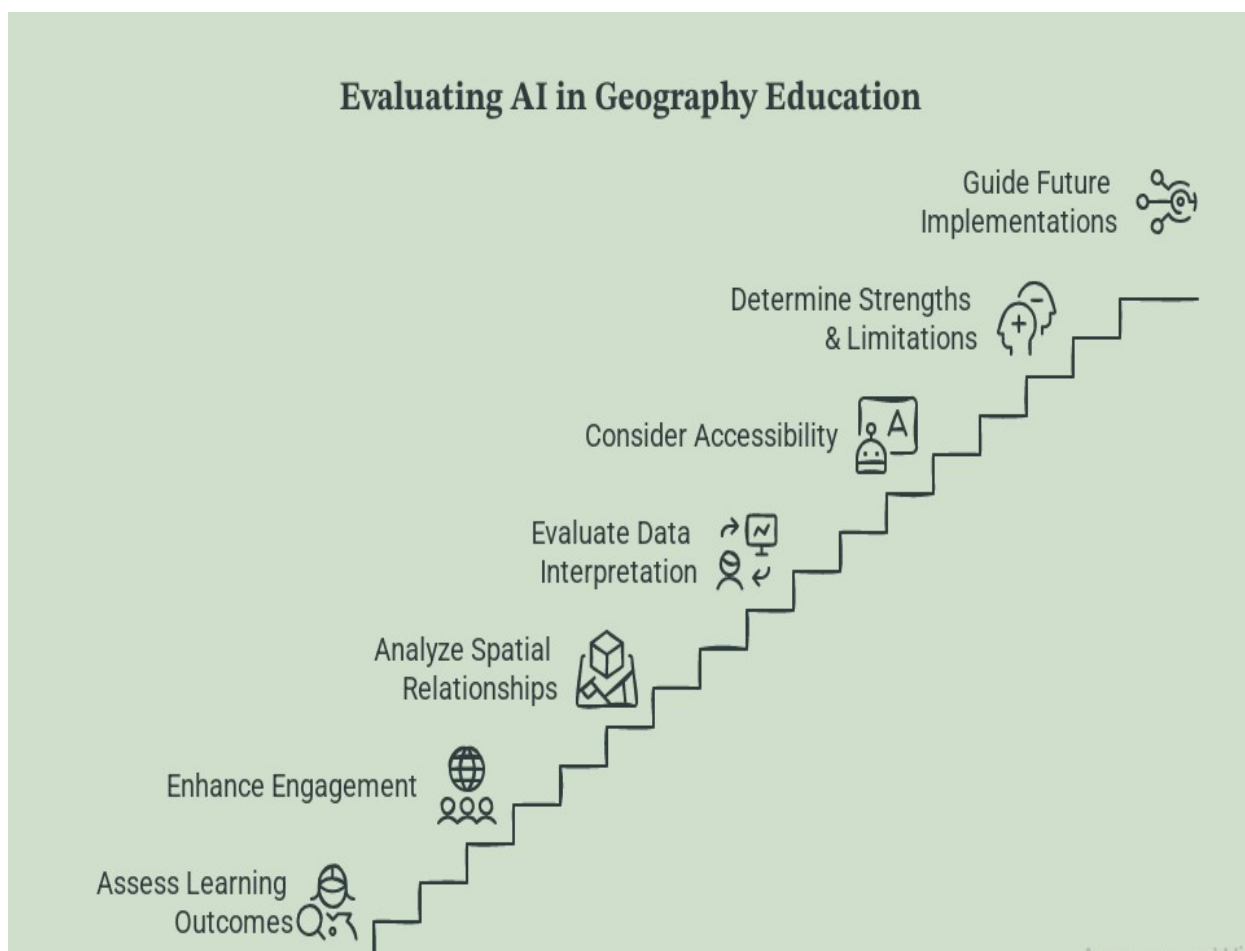 Evaluating AI in Geography Education
Guide Future
Implementations
Determine Strengths
& Limitations
Consider Accessibility
A
Evaluate Data
Interpretation
Analyze Spatial
Relationships
Enhance Engagement
Assess Learning
Outcomes